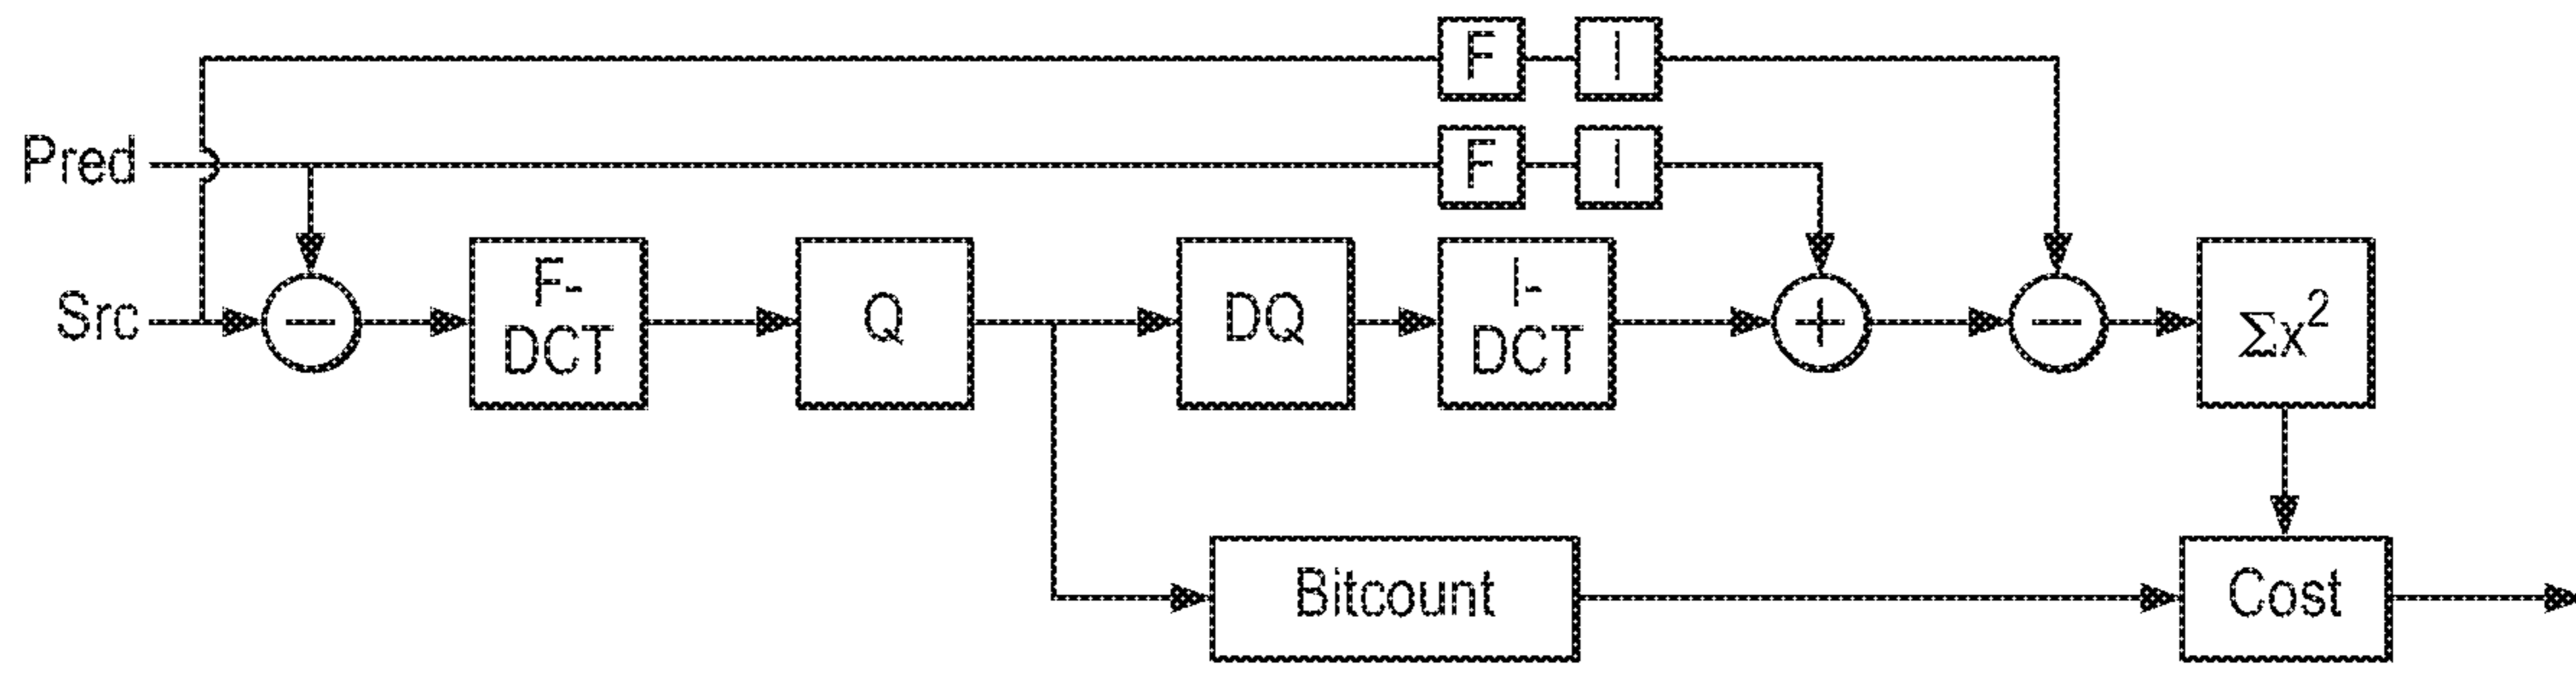 F I
Pred F I
Src − F-
DCT Q DQ I-
DCT + − Σx²
Bitcount Cost